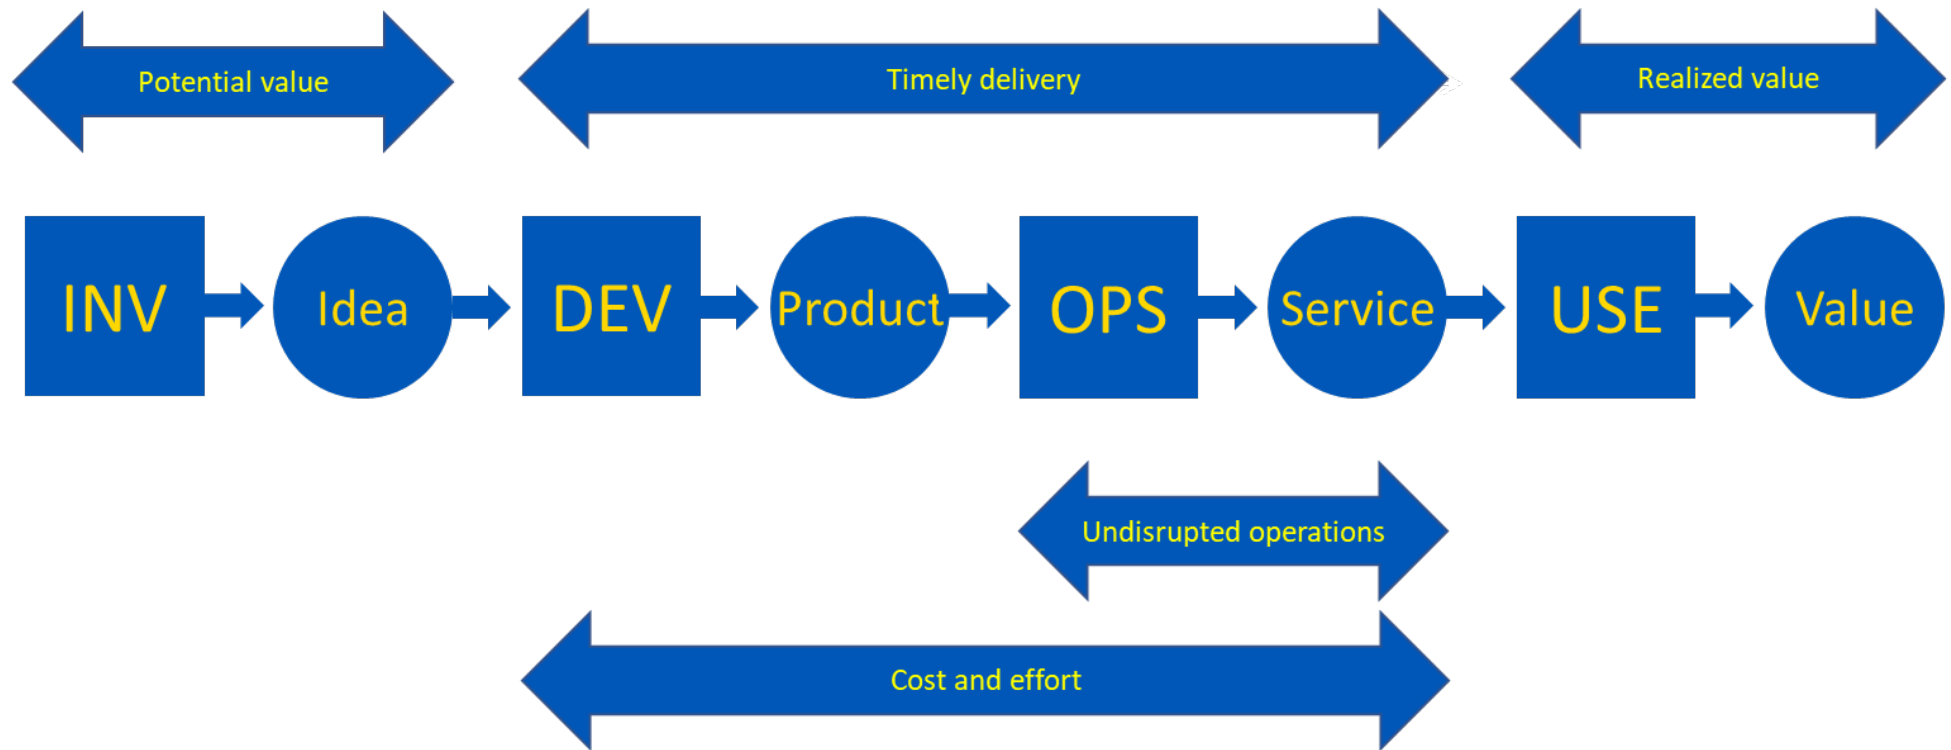 Potential value
Timely delivery
Realized value
INV
Idea
DEV
Product
OPS
Service
USE
Value
Undisrupted operations
Cost and effort